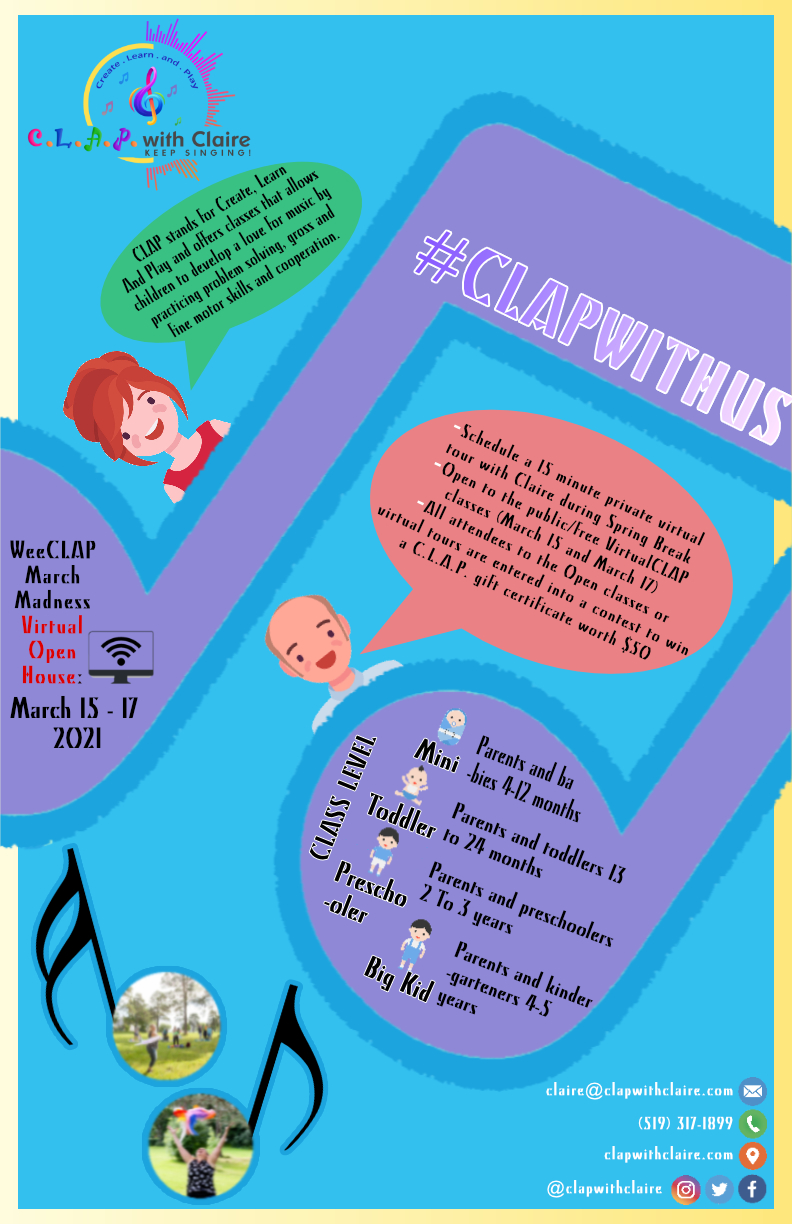 Create . Learn . and . Play
C.L.A.P. with Claire
KEEP SINGING!
CLAP stands for Create, Learn
And Play and offers classes that allows
children to develop a love for music by
practicing problem solving, gross and
fine motor skills and cooperation.
#CLAPWITHUS
-Schedule a 15 minute private virtual
tour with Claire during Spring Break
-Open to the public/free VirtualCLAP
classes (March 15 and March 17)
-All attendees to the Open classes or
virtual tours are entered into a contest to win
a C.L.A.P. gift certificate worth $50
WeeCLAP
March
Madness
Virtual
Open
House:
March 15 - 17
2021
CLASS LEVEL
Mini
Parents and ba
-bies 4-12 months
Toddler
Parents and toddlers 13
to 24 months
Prescho
-oler
Parents and preschoolers
2 To 3 years
Big Kid
Parents and kinder
-garteners 4-5
years
claire@clapwithclaire.com
(519) 317-1899
clapwithclaire.com
@clapwithclaire